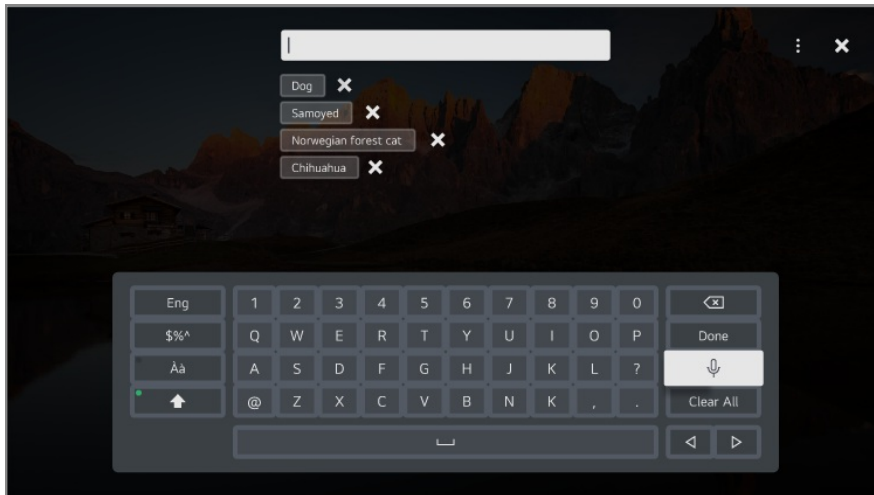 Dog
Samoyed
Norwegian forest cat
Chihuahua
Eng 1 2 3 4 5 6 7 8 9 0
$%^ Q W E R T Y U I O P Done
Àà A S D F G H J K L ?
@ Z X C V B N K , . Clear All